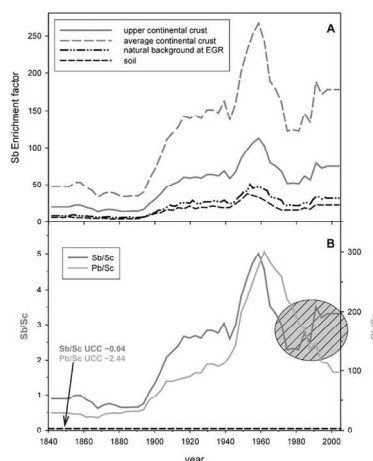 A
upper continental crust
average continental crust
natural background at EGR
soil
Sb Enrichment factor
250
200
150
100
50
0
B
Sb/Sc
Pb/Sc
5
4
3
2
1
0
300
200
100
0
Sb/Sc
Sb/Sc UCC ~0.04
Pb/Sc UCC ~2.44
1840 1860 1880 1900 1920 1940 1960 1980 2000
year